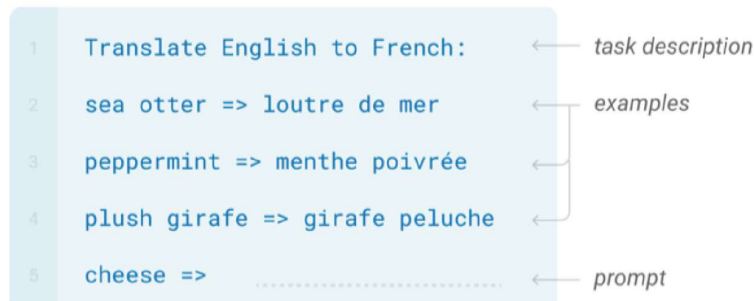 1 Translate English to French: task description
2 sea otter => loutre de mer examples
3 peppermint => menthe poivrée
4 plush girafe => girafe peluche
5 cheese => prompt